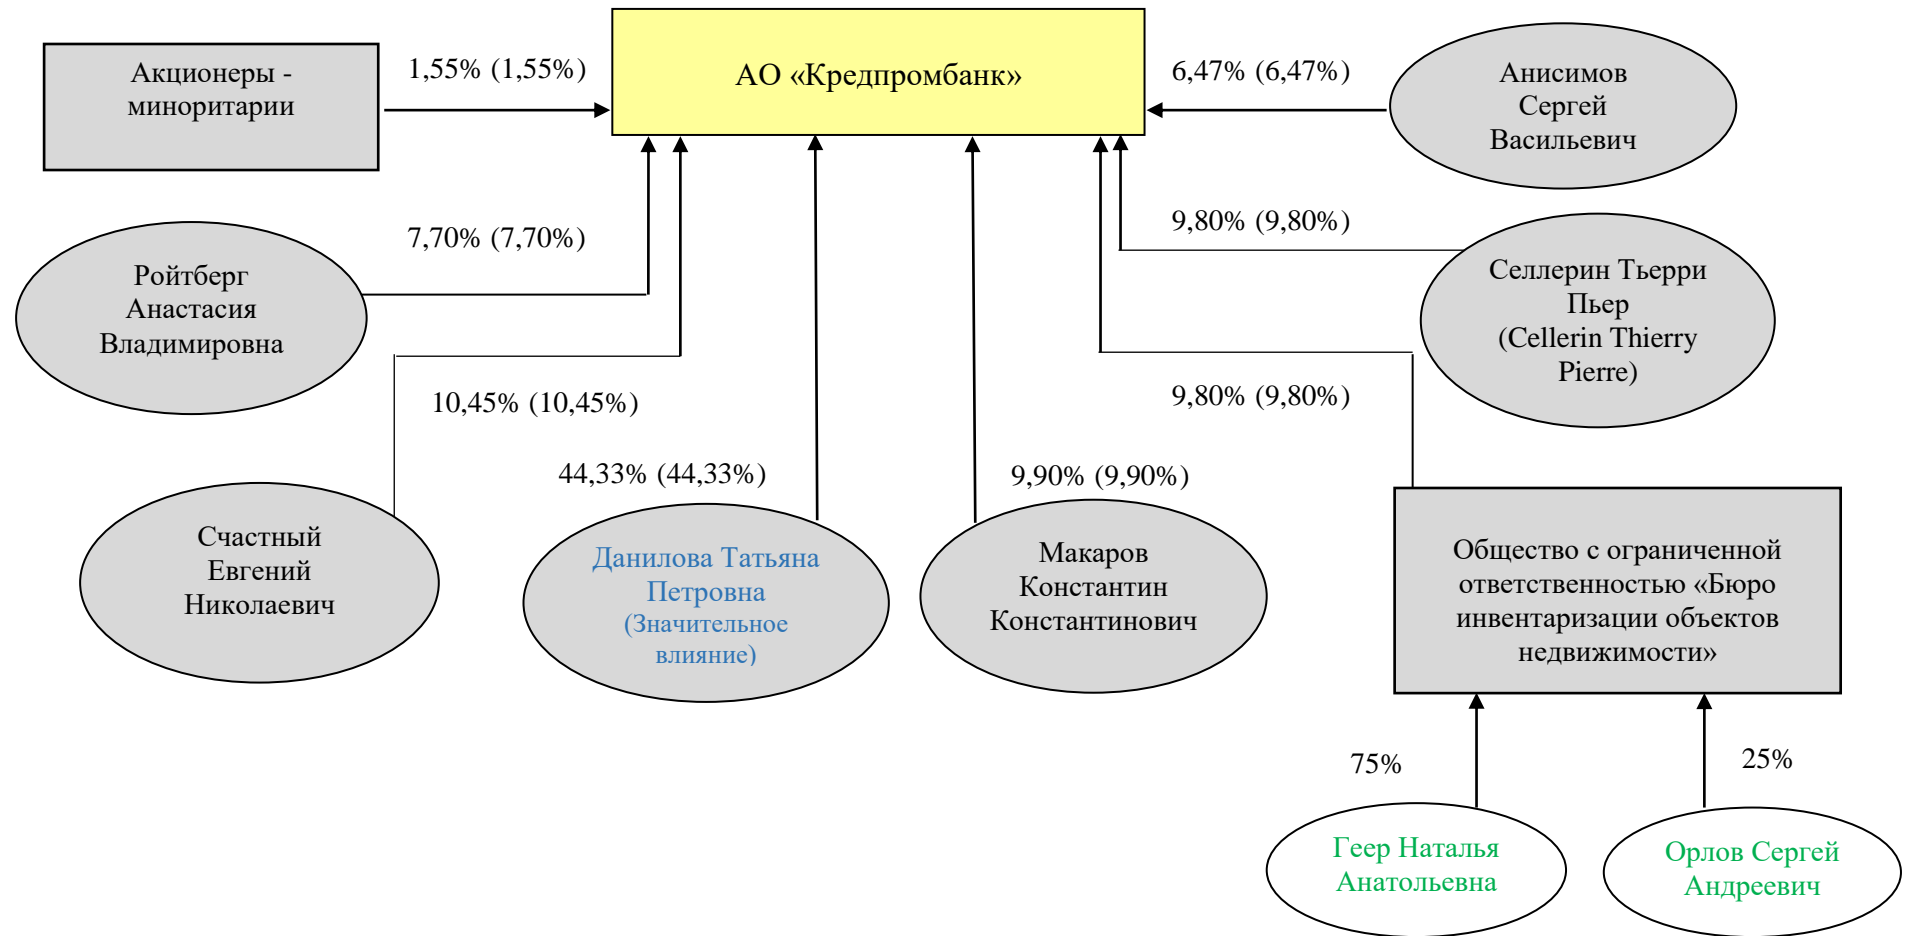 Акционеры -
миноритарии
1,55% (1,55%)
АО «Кредпромбанк»
6,47% (6,47%)
Анисимов
Сергей
Васильевич
7,70% (7,70%)
Ройтберг
Анастасия
Владимировна
9,80% (9,80%)
Селлерин Тьерри
Пьер
(Cellerin Thierry
Pierre)
10,45% (10,45%)
9,80% (9,80%)
Счастный
Евгений
Николаевич
44,33% (44,33%)
Данилова Татьяна
Петровна
(Значительное
влияние)
9,90% (9,90%)
Макаров
Константин
Константинович
Общество с ограниченной
ответственностью «Бюро
инвентаризации объектов
недвижимости»
75%
25%
Геер Наталья
Анатольевна
Орлов Сергей
Андреевич